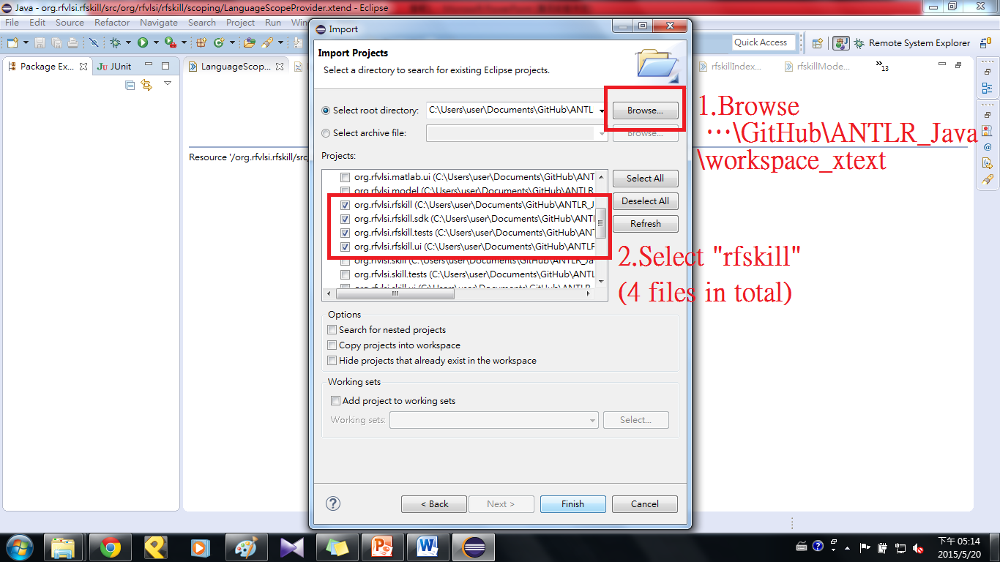 Java - org.rfvlsi.rfskill/src/org/rfvlsi/rfskill/scoping/LanguageScopeProvider.xtend - Eclipse
File Edit Source Refactor Navigate Search Project Run
Quick Access
Remote System Explorer
Package Ex...
JUnit
LanguageScop...
rfskillIndex...
rfskillMode...
13
Resource '/org.rfvlsi.rfskill/src
Import
Import Projects
Select a directory to search for existing Eclipse projects.
Select root directory:
C:\Users\user\Documents\GitHub\ANTL
Browse...
Select archive file:
Browse...
Projects:
org.rfvlsi.matlab.ui (C:\Users\user\Documents\GitHub\ANT
org.rfvlsi.model (C:\Users\user\Documents\GitHub\ANTLR
org.rfvlsi.rfskill (C:\Users\user\Documents\GitHub\ANTLR_J
org.rfvlsi.rfskill.sdk (C:\Users\user\Documents\GitHub\ANTL
org.rfvlsi.rfskill.tests (C:\Users\user\Documents\GitHub\ANT
org.rfvlsi.rfskill.ui (C:\Users\user\Documents\GitHub\ANTLR
org.rfvlsi.skill (C:\Users\user\Documents\GitHub\ANTLR_Ja
org.rfvlsi.skill.tests (C:\Users\user\Documents\GitHub\ANTL
org.rfvlsi.skill.ui (C:\Users\user\Documents\GitHub\ANTLR
Select All
Deselect All
Refresh
1.Browse
…\GitHub\ANTLR_Java
\workspace_xtext
2.Select "rfskill"
(4 files in total)
Options
Search for nested projects
Copy projects into workspace
Hide projects that already exist in the workspace
Working sets
Add project to working sets
Working sets:
Select...
< Back
Next >
Finish
Cancel
下午 05:14
2015/5/20